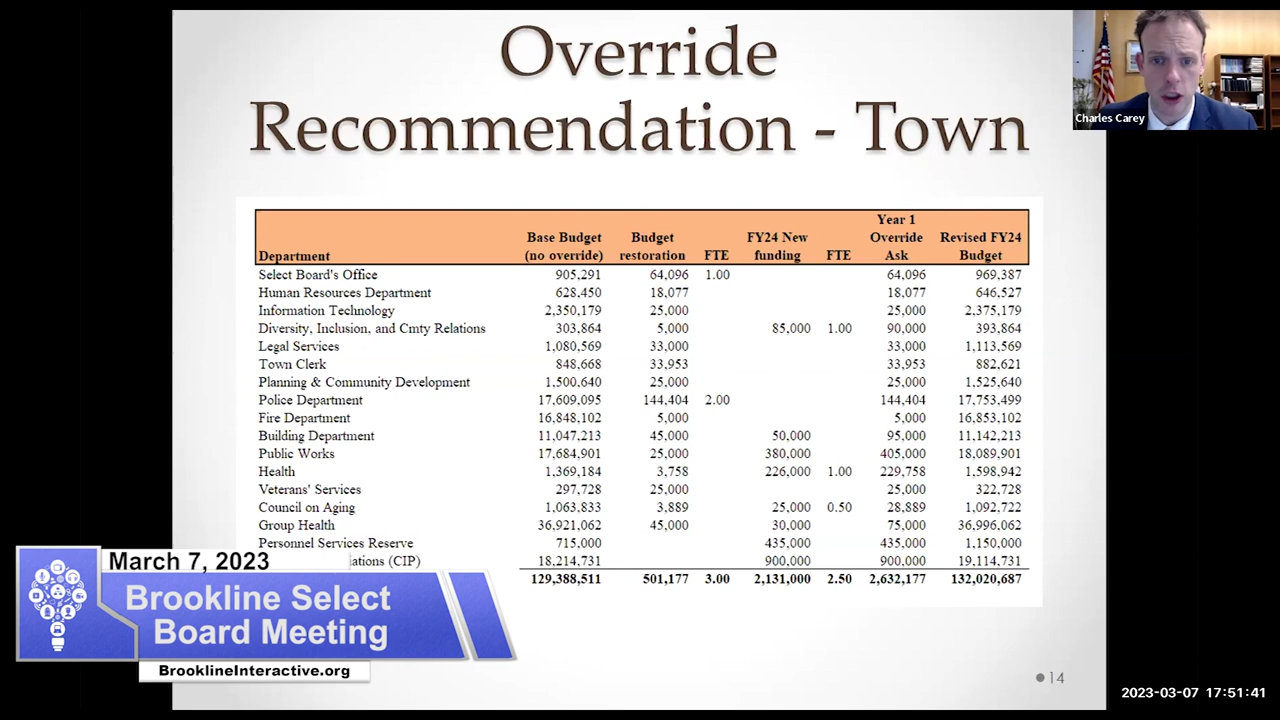 Override
Recommendation - Town
Charles Carey
Department Base Budget (no override) Budget restoration FTE FY24 New funding FTE Year 1 Override Ask Revised FY24 Budget
Select Board's Office 905,291 64,096 1.00 64,096 969,387
Human Resources Department 628,450 18,077 18,077 646,527
Information Technology 2,350,179 25,000 25,000 2,375,179
Diversity, Inclusion, and Cmty Relations 303,864 5,000 85,000 1.00 90,000 393,864
Legal Services 1,080,569 33,000 33,000 1,113,569
Town Clerk 848,668 33,953 33,953 882,621
Planning & Community Development 1,500,640 25,000 25,000 1,525,640
Police Department 17,609,095 144,404 2.00 144,404 17,753,499
Fire Department 16,848,102 5,000 5,000 16,853,102
Building Department 11,047,213 45,000 50,000 95,000 11,142,213
Public Works 17,684,901 25,000 380,000 405,000 18,089,901
Health 1,369,184 3,758 226,000 1.00 229,758 1,598,942
Veterans' Services 297,728 25,000 25,000 322,728
Council on Aging 1,063,833 3,889 25,000 0.50 28,889 1,092,722
Group Health 36,921,062 45,000 30,000 75,000 36,996,062
Personnel Services Reserve 715,000 435,000 435,000 1,150,000
ations (CIP) 18,214,731 900,000 900,000 19,114,731
129,388,511 501,177 3.00 2,131,000 2.50 2,632,177 132,020,687
March 7, 2023
Brookline Select
Board Meeting
BrooklineInteractive.org
14
2023-03-07 17:51:41